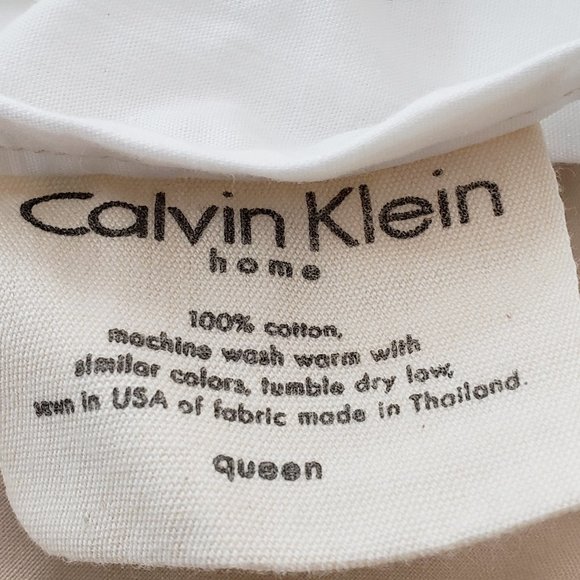 Calvin Klein
home
100% cotton,
machine wash warm with
similar colors, tumble dry low,
sewn in USA of fabric made in Thailand.
queen